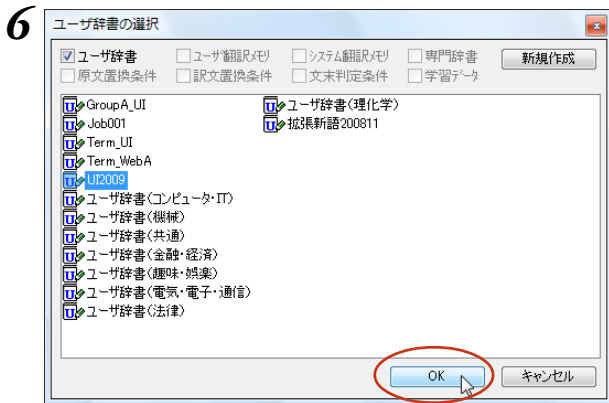 6
ユーザ辞書の選択
ユーザ辞書 ユーザ翻訳メモリ システム翻訳メモリ 専門辞書 新規作成
原文置換条件 訳文置換条件 文末判定条件 学習データ
GroupA_UI ユーザ辞書(理化学)
Job001 拡張新語200811
Term_UI
Term_WebA
UI2009
ユーザ辞書(コンピュータ・IT)
ユーザ辞書(機械)
ユーザ辞書(共通)
ユーザ辞書(金融・経済)
ユーザ辞書(趣味・娯楽)
ユーザ辞書(電気・電子・通信)
ユーザ辞書(法律)
OK キャンセル